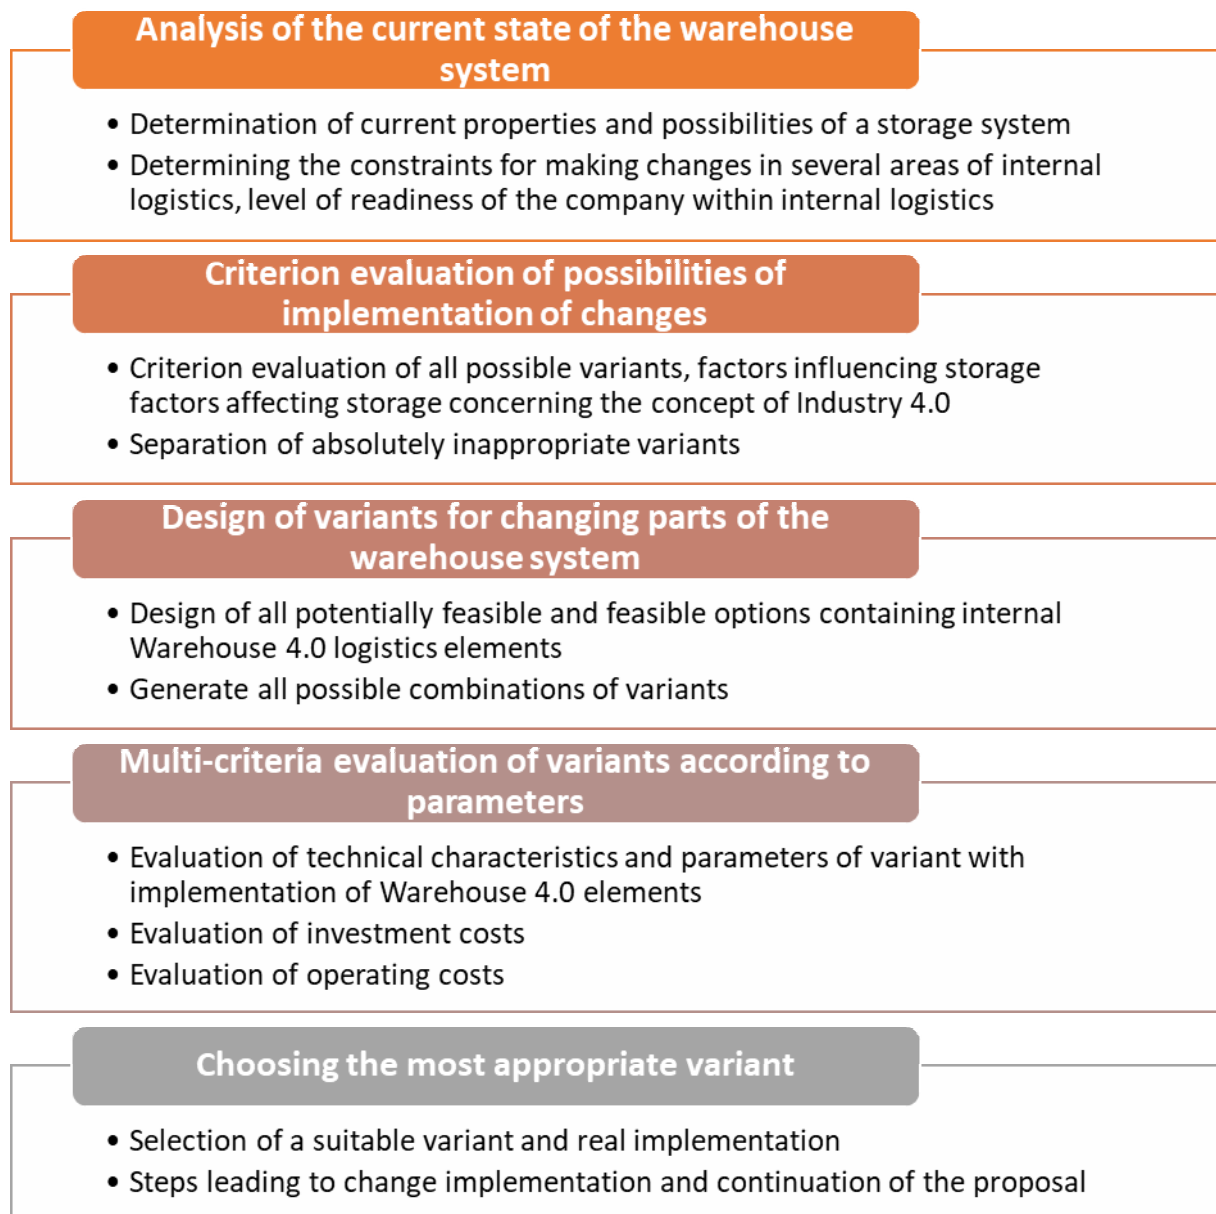 Analysis of the current state of the warehouse
system
• Determination of current properties and possibilities of a storage system
• Determining the constraints for making changes in several areas of internal
logistics, level of readiness of the company within internal logistics
Criterion evaluation of possibilities of
implementation of changes
• Criterion evaluation of all possible variants, factors influencing storage
factors affecting storage concerning the concept of Industry 4.0
• Separation of absolutely inappropriate variants
Design of variants for changing parts of the
warehouse system
• Design of all potentially feasible and feasible options containing internal
Warehouse 4.0 logistics elements
• Generate all possible combinations of variants
Multi-criteria evaluation of variants according to
parameters
• Evaluation of technical characteristics and parameters of variant with
implementation of Warehouse 4.0 elements
• Evaluation of investment costs
• Evaluation of operating costs
Choosing the most appropriate variant
• Selection of a suitable variant and real implementation
• Steps leading to change implementation and continuation of the proposal